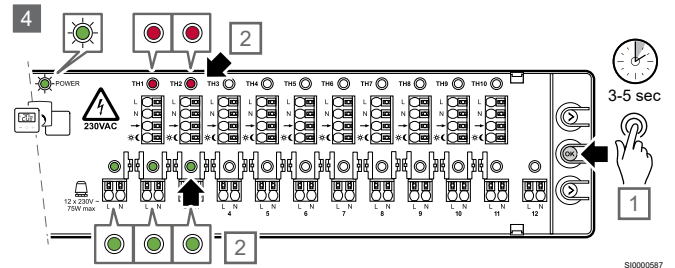 4
2
POWER
TH1 TH2 TH3 TH4 TH5 TH6 TH7 TH8 TH9 TH10
3-5 sec
230VAC
L N L N L N L N L N L N L N L N L N L N
OK
1
12 x 230V ~
75W max
L N L N L N L N L N L N L N L N L N L N L N
4 5 6 7 8 9 10 11 12
2
SI0000587